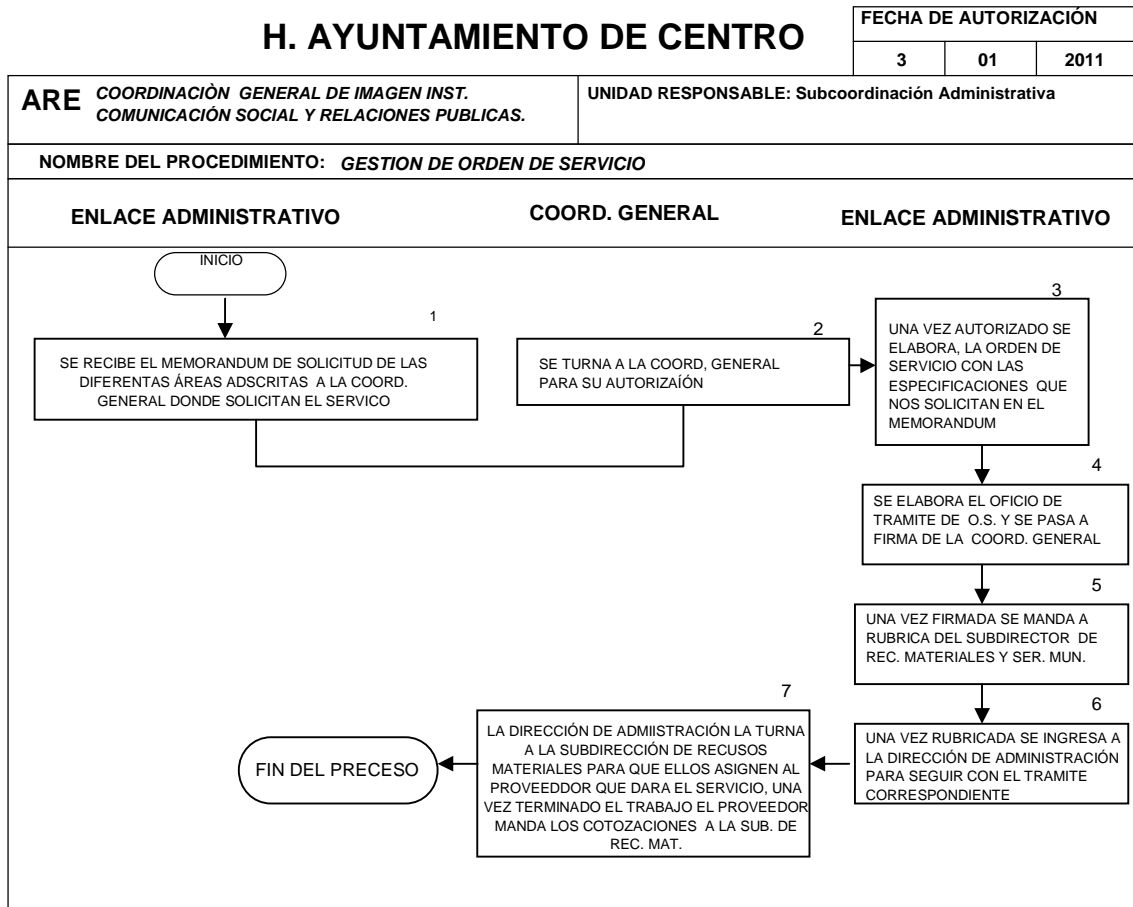 H. AYUNTAMIENTO DE CENTRO
FECHA DE AUTORIZACIÓN
3 01 2011
ARE COORDINACIÒN GENERAL DE IMAGEN INST.
COMUNICACIÓN SOCIAL Y RELACIONES PUBLICAS.
UNIDAD RESPONSABLE: Subcoordinación Administrativa
NOMBRE DEL PROCEDIMIENTO: GESTION DE ORDEN DE SERVICIO
ENLACE ADMINISTRATIVO
COORD. GENERAL
ENLACE ADMINISTRATIVO
INICIO
1
SE RECIBE EL MEMORANDUM DE SOLICITUD DE LAS
DIFERENTAS ÁREAS ADSCRITAS A LA COORD.
GENERAL DONDE SOLICITAN EL SERVICO
2
SE TURNA A LA COORD, GENERAL
PARA SU AUTORIZAÍÓN
3
UNA VEZ AUTORIZADO SE
ELABORA, LA ORDEN DE
SERVICIO CON LAS
ESPECIFICACIONES QUE
NOS SOLICITAN EN EL
MEMORANDUM
4
SE ELABORA EL OFICIO DE
TRAMITE DE O.S. Y SE PASA A
FIRMA DE LA COORD. GENERAL
5
UNA VEZ FIRMADA SE MANDA A
RUBRICA DEL SUBDIRECTOR DE
REC. MATERIALES Y SER. MUN.
6
UNA VEZ RUBRICADA SE INGRESA A
LA DIRECCIÓN DE ADMINISTRACIÓN
PARA SEGUIR CON EL TRAMITE
CORRESPONDIENTE
7
LA DIRECCIÓN DE ADMIISTRACIÓN LA TURNA
A LA SUBDIRECCIÓN DE RECUSOS
MATERIALES PARA QUE ELLOS ASIGNEN AL
PROVEEDDOR QUE DARA EL SERVICIO, UNA
VEZ TERMINADO EL TRABAJO EL PROVEEDOR
MANDA LOS COTOZACIONES A LA SUB. DE
REC. MAT.
FIN DEL PRECESO